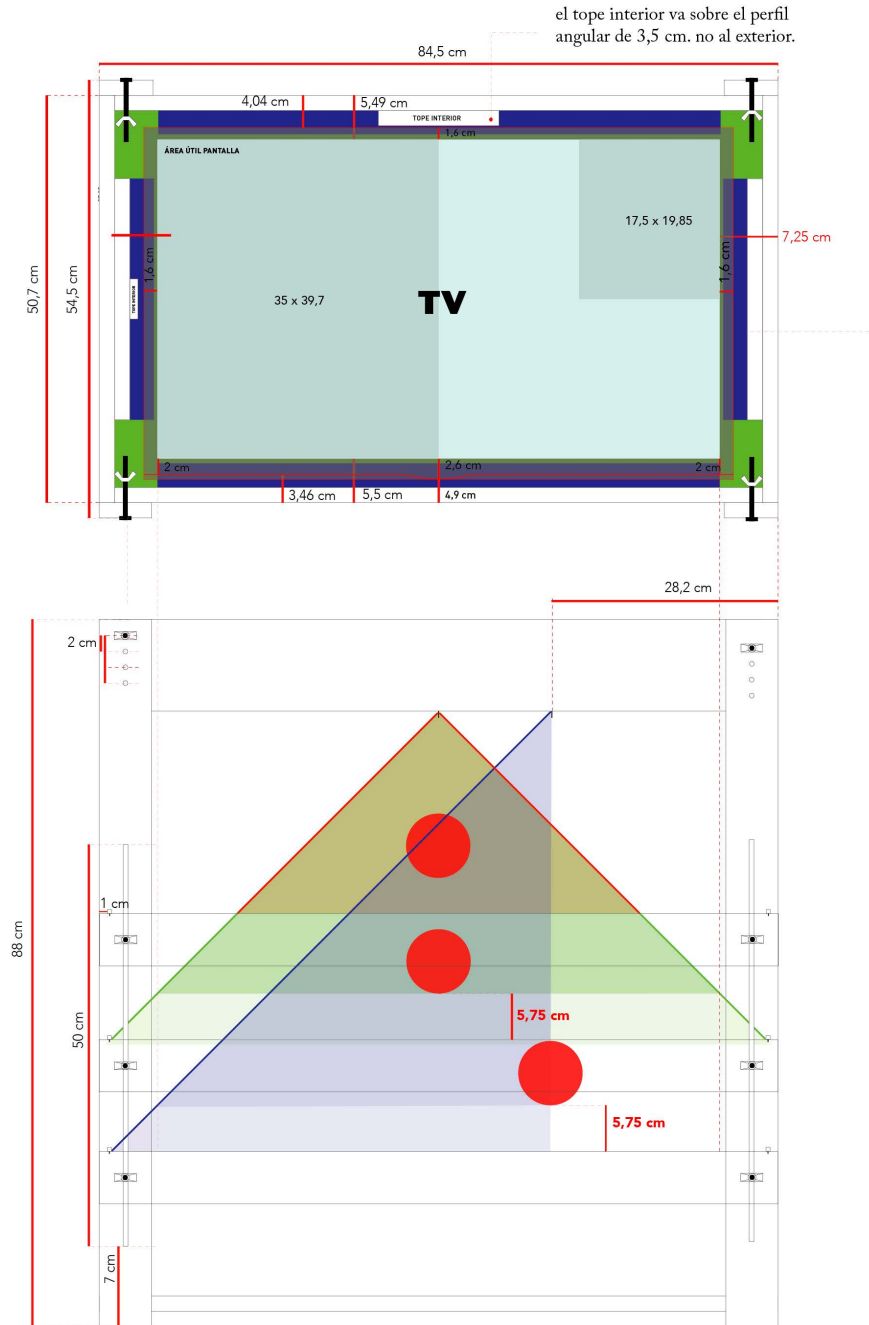 el tope interior va sobre el perfil
angular de 3,5 cm. no al exterior.
84,5 cm
4,04 cm
5,49 cm
TOPE INTERIOR
1,6 cm
ÁREA ÚTIL PANTALLA
17,5 x 19,85
7,25 cm
1,6 cm
1,6 cm
50,7 cm
54,5 cm
TOPE INTERIOR
35 x 39,7
TV
2 cm
2,6 cm
2 cm
3,46 cm
5,5 cm
4,9 cm
28,2 cm
2 cm
1 cm
88 cm
50 cm
5,75 cm
5,75 cm
7 cm